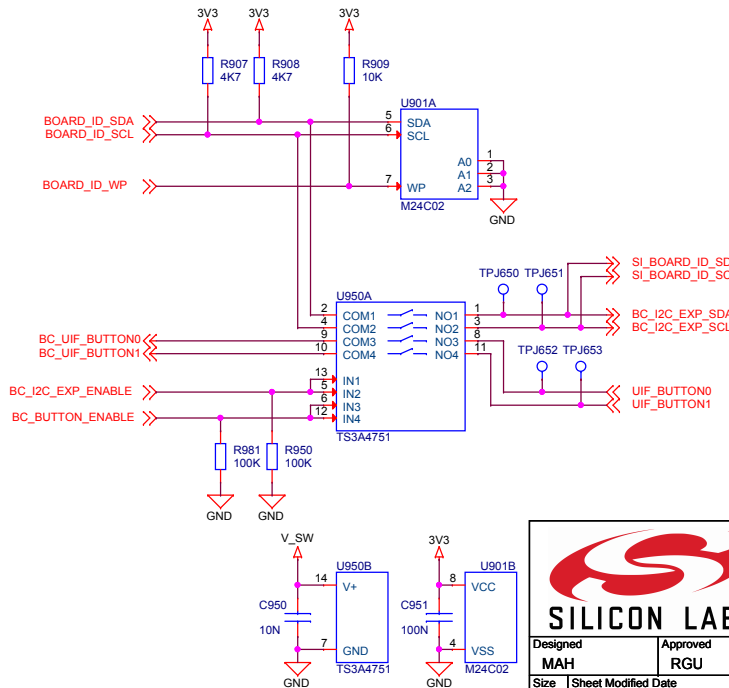 3V3 3V3 3V3
R907 4K7
R908 4K7
R909 10K
BOARD_ID_SDA
BOARD_ID_SCL
BOARD_ID_WP
U901A
5 SDA
6 SCL
7 WP
A0 1
A1 2
A2 3
M24C02
GND
TPJ650 TPJ651
U950A
2 COM1 NO1 1
4 COM2 NO2 3
9 COM3 NO3 8
10 COM4 NO4 11
13 IN1
5 IN2
6 IN3
12 IN4
TS3A4751
BC_UIF_BUTTON0
BC_UIF_BUTTON1
BC_I2C_EXP_ENABLE
BC_BUTTON_ENABLE
SI_BOARD_ID_SD
SI_BOARD_ID_SC
BC_I2C_EXP_SDA
BC_I2C_EXP_SCL
TPJ652 TPJ653
UIF_BUTTON0
UIF_BUTTON1
R981 100K
R950 100K
GND GND
V_SW
U950B
14 V+
C950 10N
7 GND
TS3A4751
GND
3V3
U901B
8 VCC
C951 100N
4 VSS
M24C02
GND
SILICON LAB
Designed Approved
MAH RGU
Size Sheet Modified Date